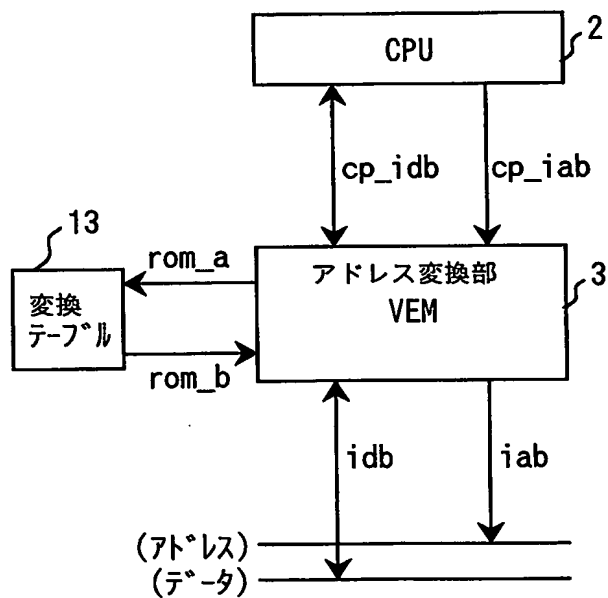 2
CPU
cp_idb
cp_iab
13
rom_a
アドレス変換部
VEM
3
変換
テーブル
rom_b
idb
iab
(アドレス)
(データ)